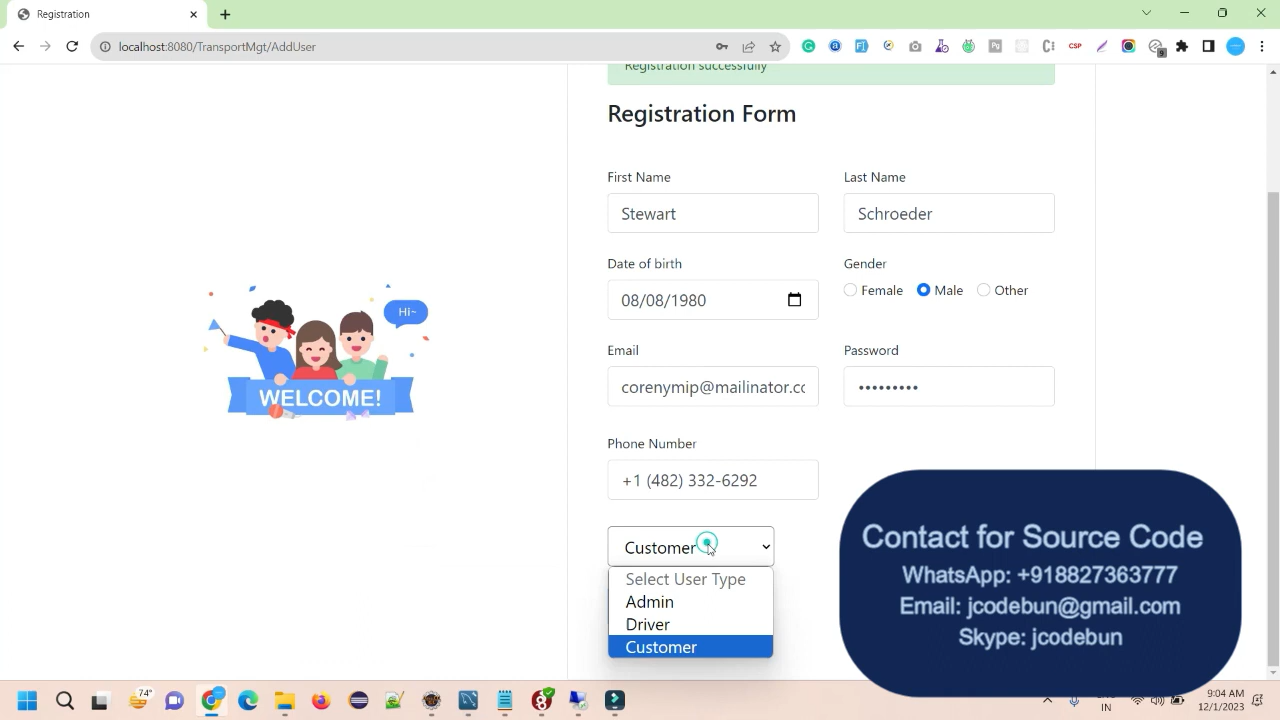 Registration
localhost:8080/TransportMgt/AddUser
CSP
9
Registration successfully
Registration Form
First Name
Last Name
Stewart
Schroeder
Date of birth
Gender
08/08/1980
Female
Male
Other
Hi~
WELCOME!
Email
Password
corenymip@mailinator.cc
•••••••••
Phone Number
+1 (482) 332-6292
Customer
Select User Type
Admin
Driver
Customer
Contact for Source Code
WhatsApp: +918827363777
Email: jcodebun@gmail.com
Skype: jcodebun
74°
IN
9:04 AM
12/1/2023